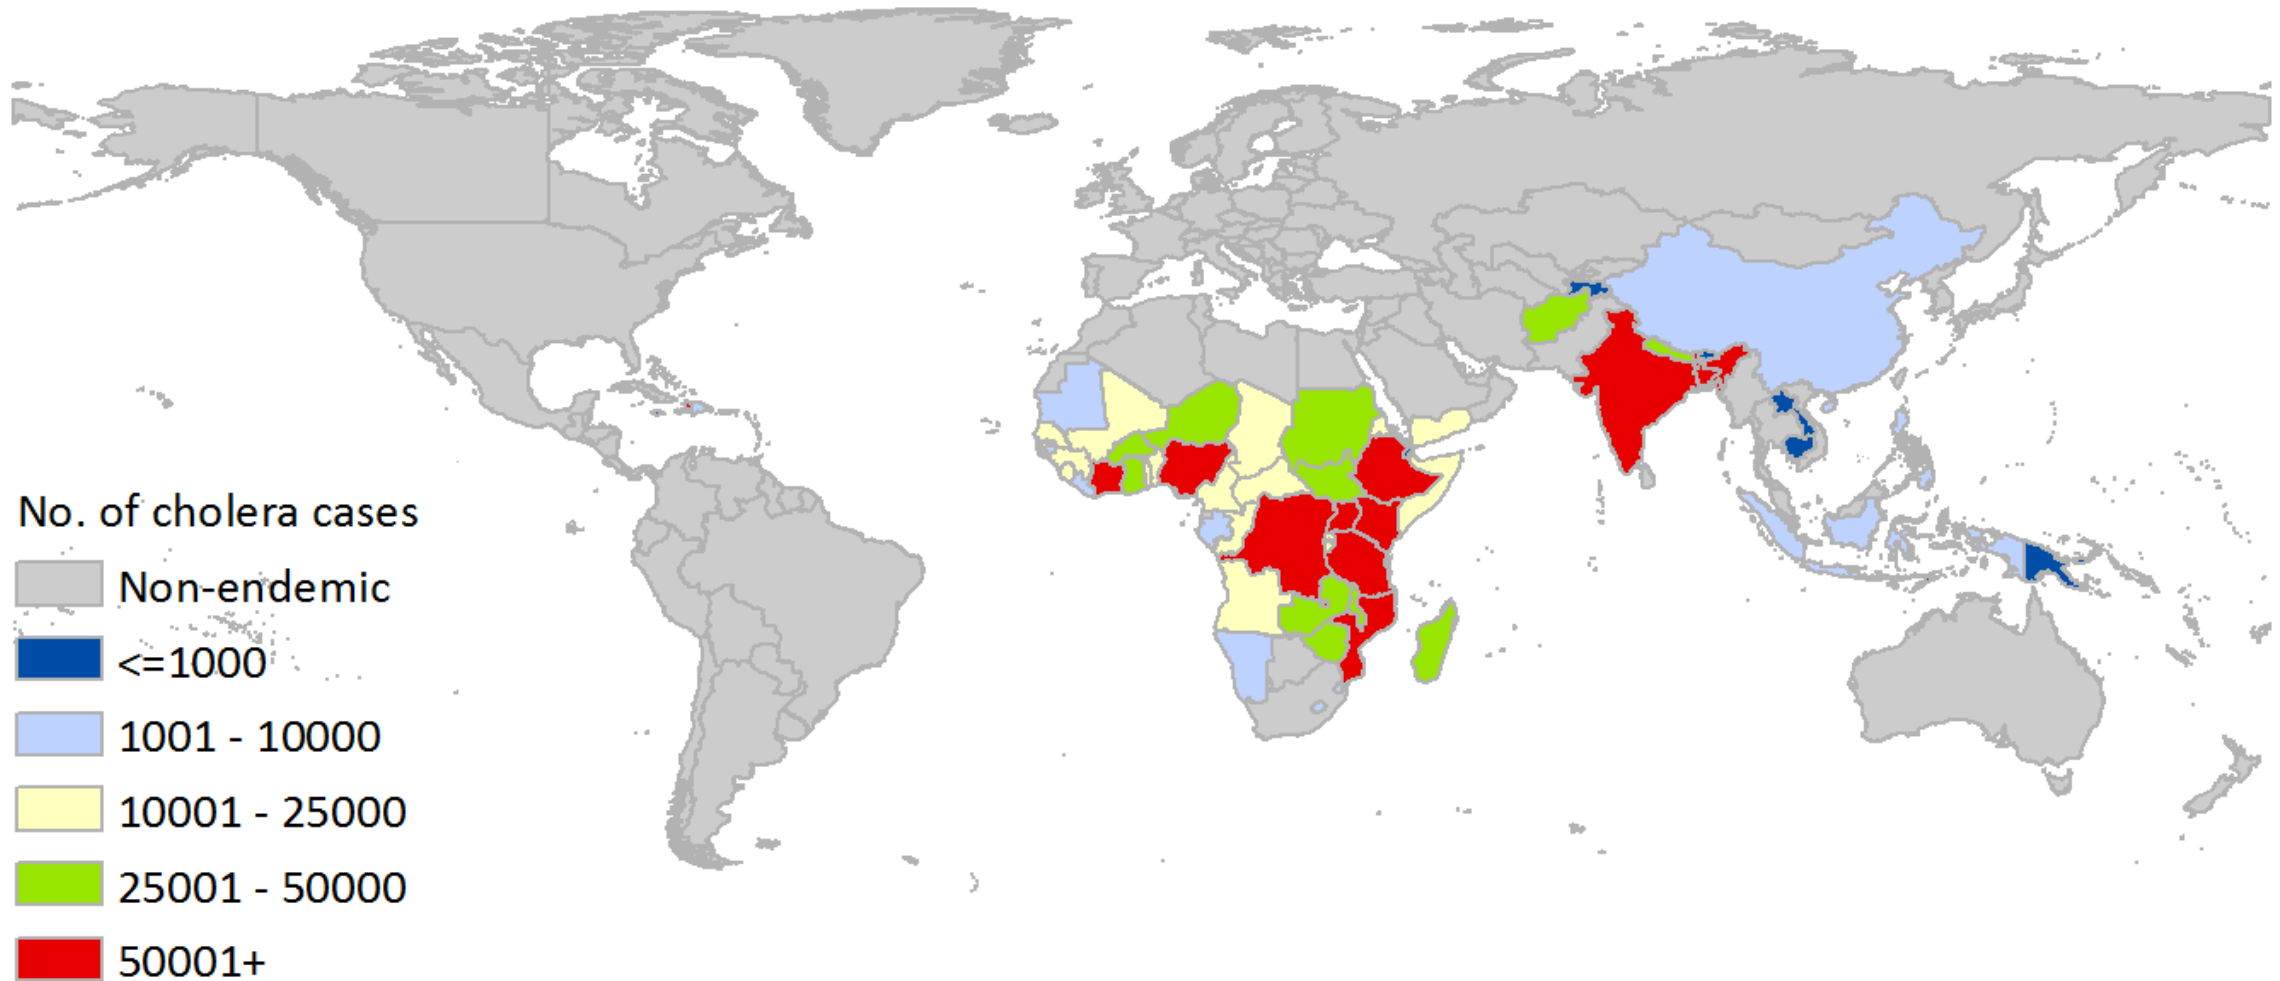 No. of cholera cases
Non-endemic
<=1000
1001 - 10000
10001 - 25000
25001 - 50000
50001+